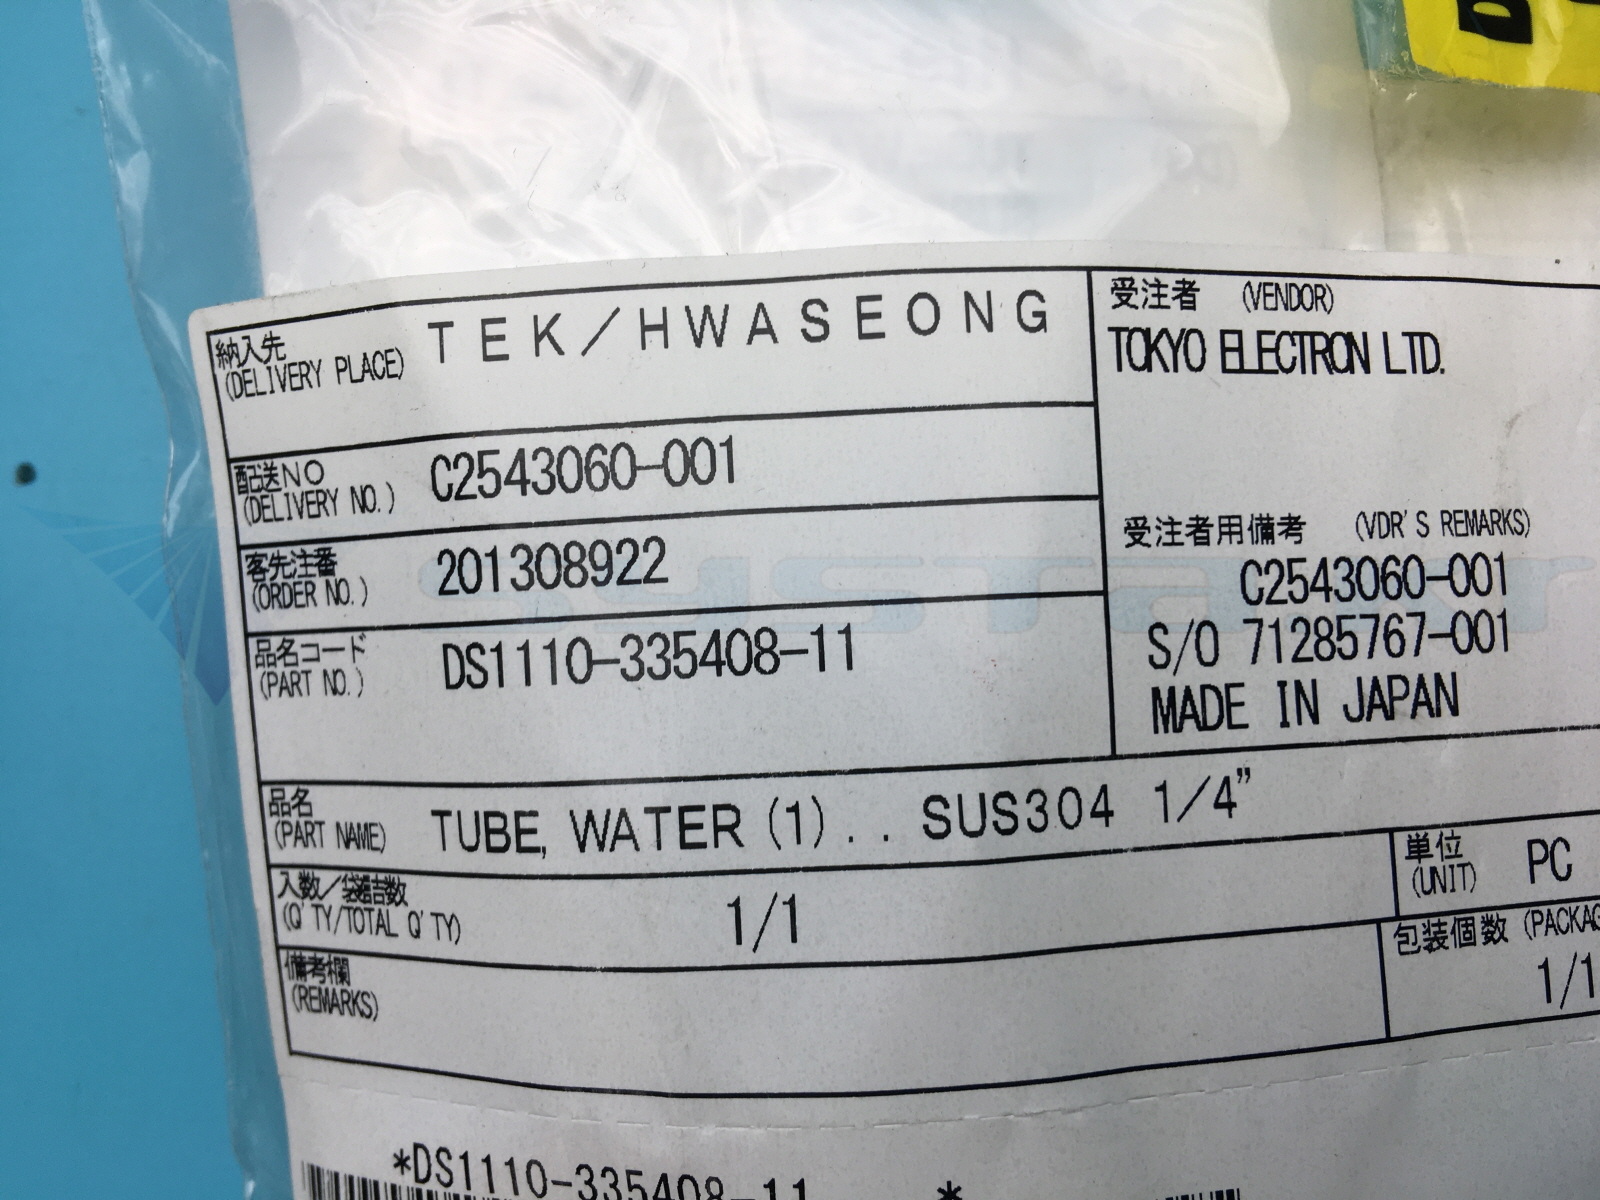 納入先
(DELIVERY PLACE)
TEK/HWASEONG
受注者 (VENDOR)
TOKYO ELECTRON LTD.
配送NO
(DELIVERY NO.)
C2543060-001
客先注番
(ORDER NO.)
201308922
品名コード
(PART NO.)
DS1110-335408-11
受注者用備考 (VDR'S REMARKS)
C2543060-001
S/O 71285767-001
MADE IN JAPAN
品名
(PART NAME)
TUBE, WATER (1).. SUS304 1/4”
入数/袋詰数
(Q'TY/TOTAL Q'TY)
1/1
単位
(UNIT)
PC
備考欄
(REMARKS)
包装個数
1/1
*DS1110-335408-11 *
systar